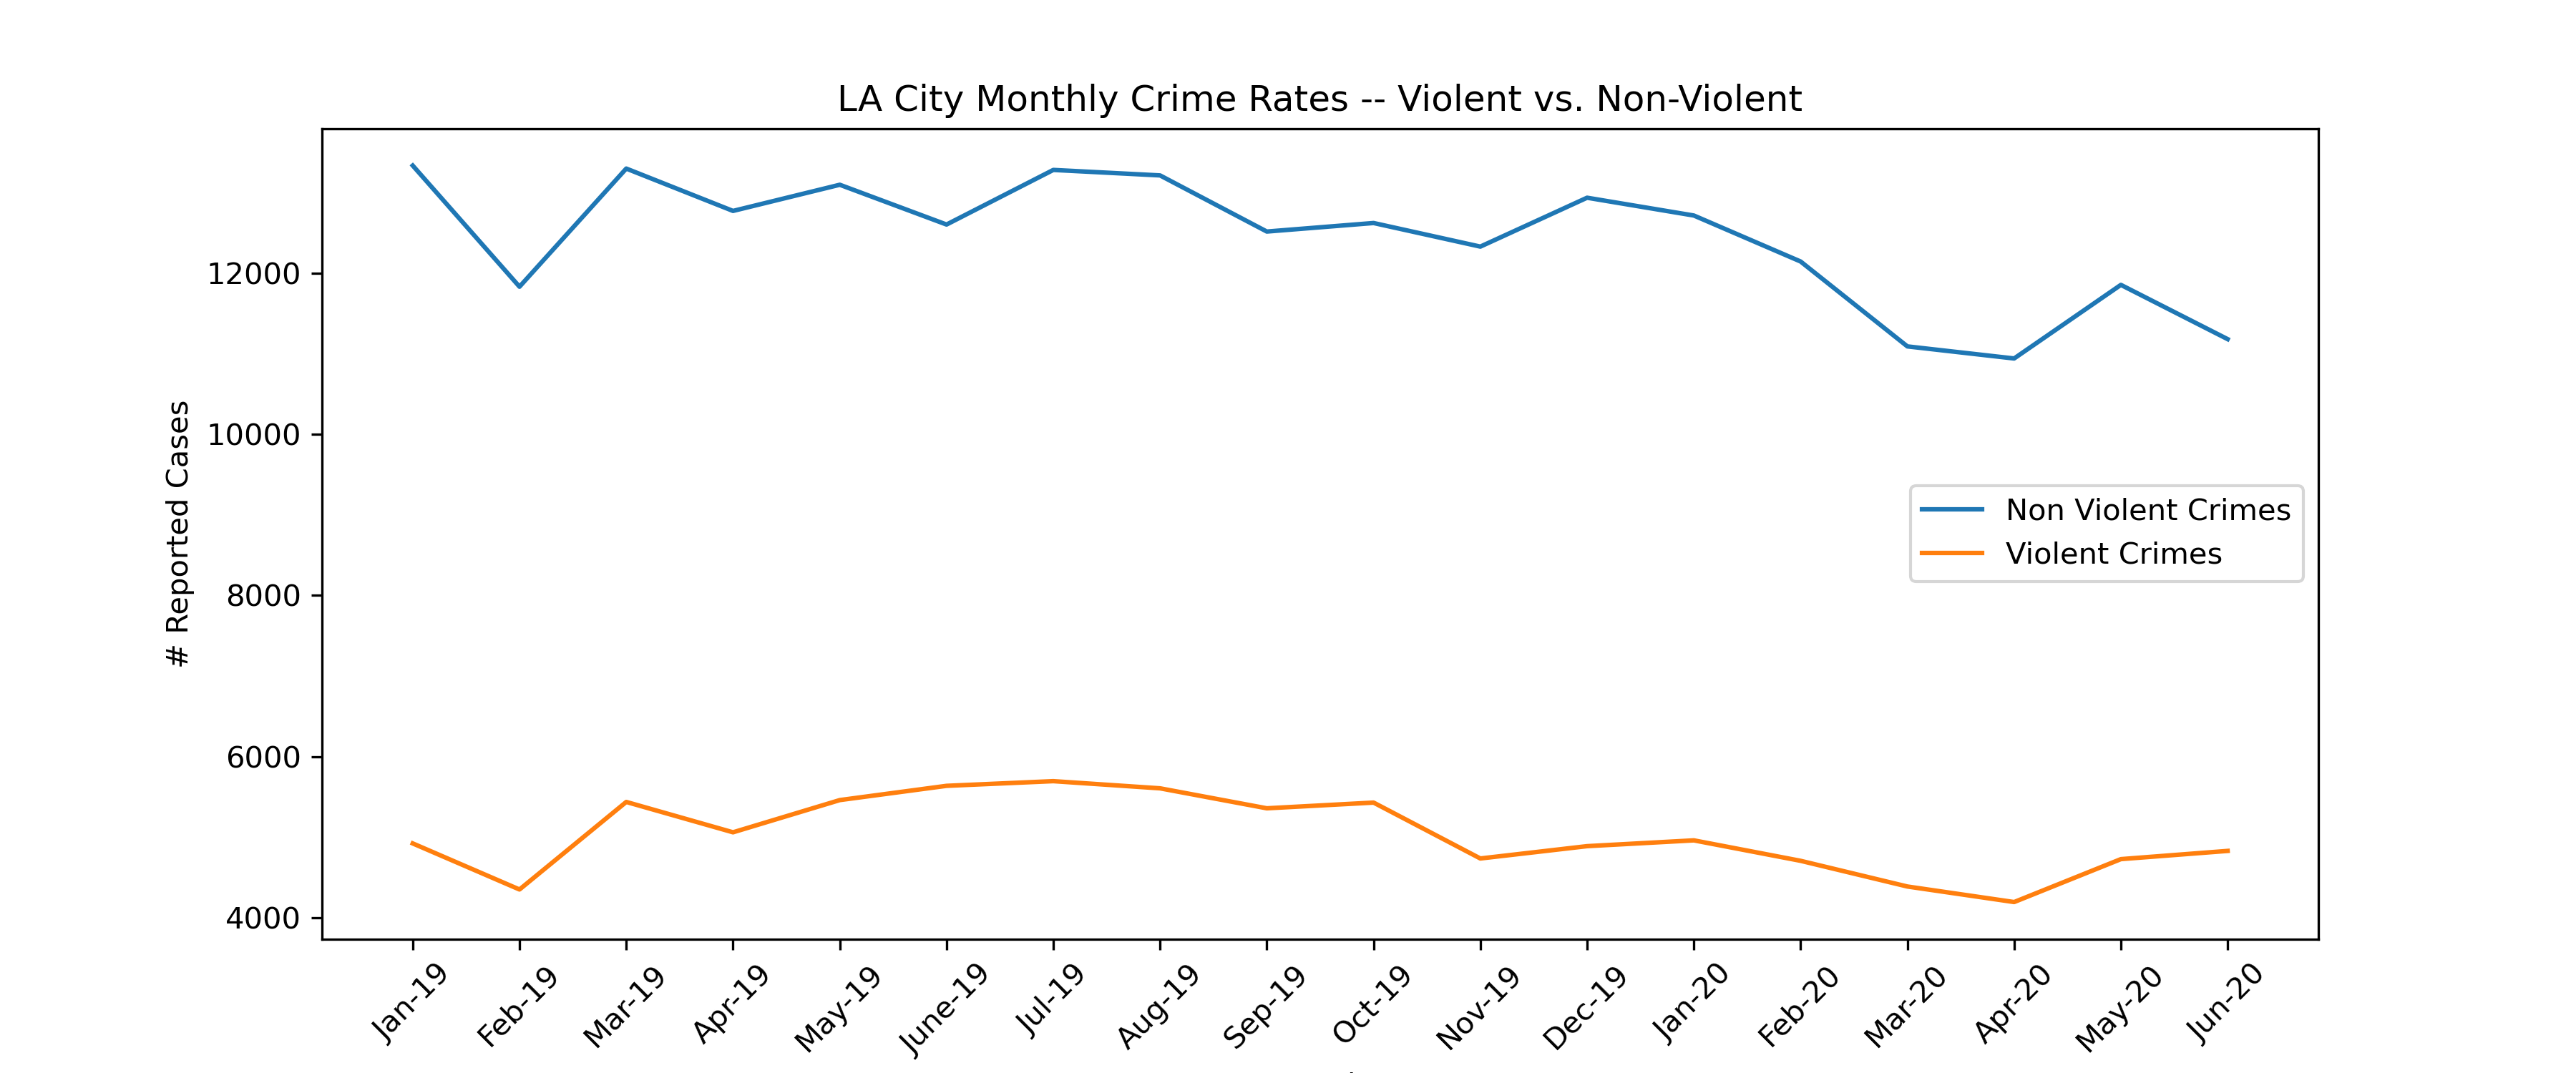 LA City Monthly Crime Rates -- Violent vs. Non-Violent
# Reported Cases
12000
10000
8000
6000
4000
Non Violent Crimes
Violent Crimes
Jan-19
Feb-19
Mar-19
Apr-19
May-19
June-19
Jul-19
Aug-19
Sep-19
Oct-19
Nov-19
Dec-19
Jan-20
Feb-20
Mar-20
Apr-20
May-20
Jun-20